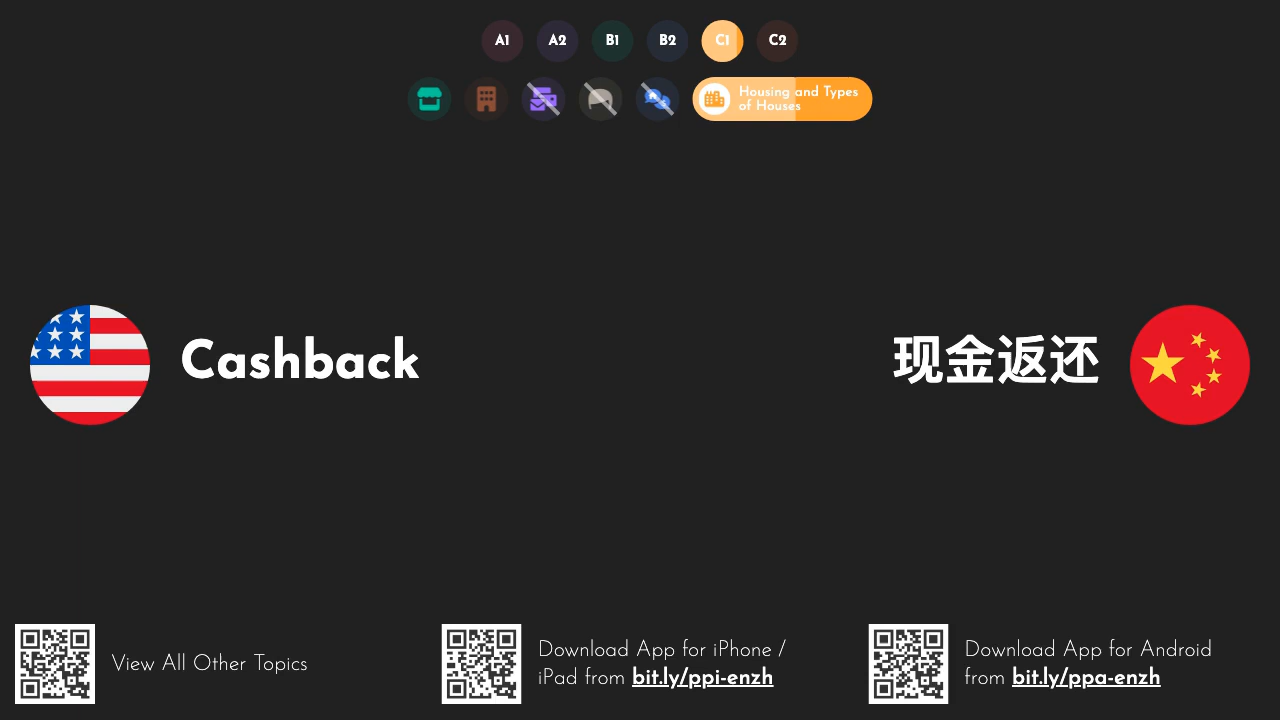 A1 A2 B1 B2 C1 C2
Housing and Types
of Houses
Cashback
现金返还
View All Other Topics
Download App for iPhone /
iPad from bit.ly/ppi-enzh
Download App for Android
from bit.ly/ppa-enzh